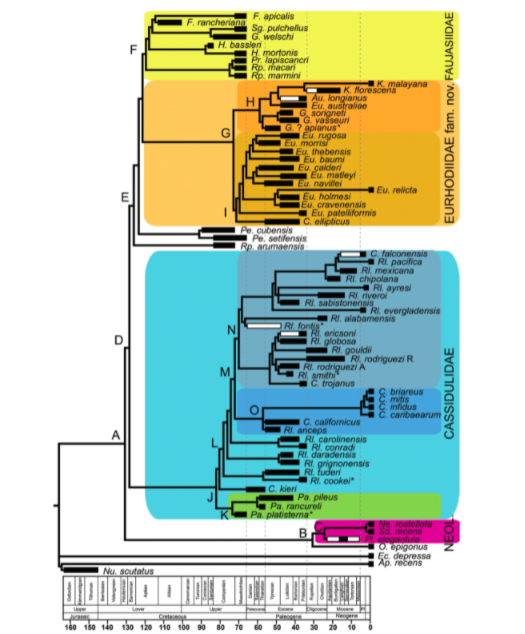 F. apicalis
F. rancheriana
Sg. pulchellus
G. welschi
F
H. bassleri
H. mortonis
Pr. lapiscancri
Rp. macari
Rp. marmini
FAUJASIIDAE
K. malayana
K. florescens
H
Au. longianus
Eu. australiae
G. sorigneti
G. vasseuri
G. ? apianus*
G
Eu. rugosa
Eu. morrisi
Eu. thebensis
Eu. baumi
Eu. calderi
Eu. matleyi
Eu. navillei
Eu. relicta
Eu. holmesi
Eu. cravenensis
Eu. patelliformis
I
C. ellipticus
EURHODIIDAE fam. nov.
E
Pe. cubensis
Pe. setifensis
Rp. arumaensis
C. falconensis
Rl. pacifica
Rl. mexicana
Rl. chipolana
Rl. ayresi
Rl. riveroi
Rl. sabistonensis
Rl. evergladensis
Rl. alabamensis
N
Rl. fontis*
Rl. ericsoni
Rl. globosa
D
Rl. gouldii
Rl. rodriguezi R
M
Rl. rodriguezi A
Rl. smithi*
C. trojanus
C. briareus
C. mitis
C. infidus
O
C. caribaearum
C. californicus
Rl. anceps
A
L
Rl. carolinensis
Rl. conradi
Rl. daradensis
Rl. grignonensis
Rl. tuderi
Rl. cookei*
C. kieri
J
Pa. pileus
Pa. rancureli
K
Pa. platisterna*
CASSIDULIDAE
Ne. rostellata
Sd. recens
B
Pl. elegantula
O. epigonus
NEOL.
Ec. depressa
Ap. recens
Nu. scutatus
Upper Lower Upper Paleocene Eocene Oligocene Miocene Pl.
Jurassic Cretaceous Paleogene Neogene
160 150 140 130 120 110 100 90 80 70 60 50 40 30 20 10 0